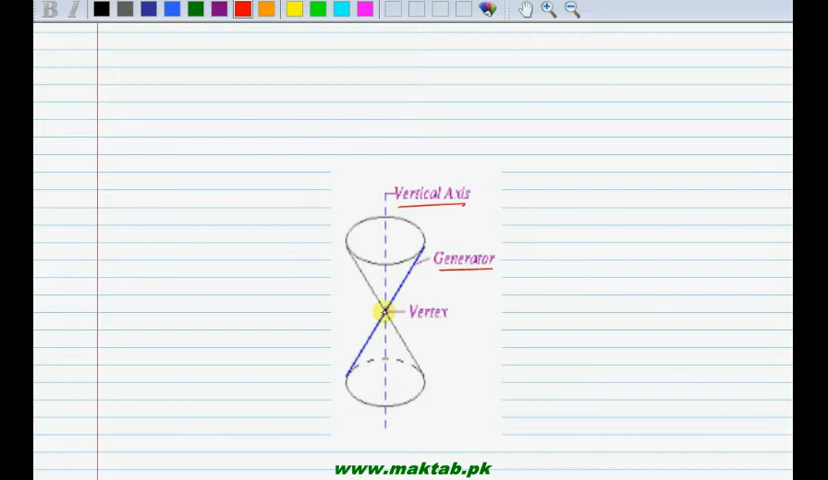 B I
Vertical Axis
Generator
Vertex
www.maktab.pk